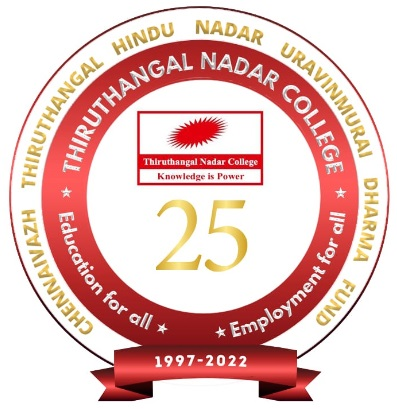 CHENNAIVAZH THIRUTHANGAL HINDU NADAR URAVINMURAI DHARMA FUND
THIRUTHANGAL NADAR COLLEGE
Thiruthangal Nadar College
Knowledge is Power
25
Education for all
Employment for all
1997-2022